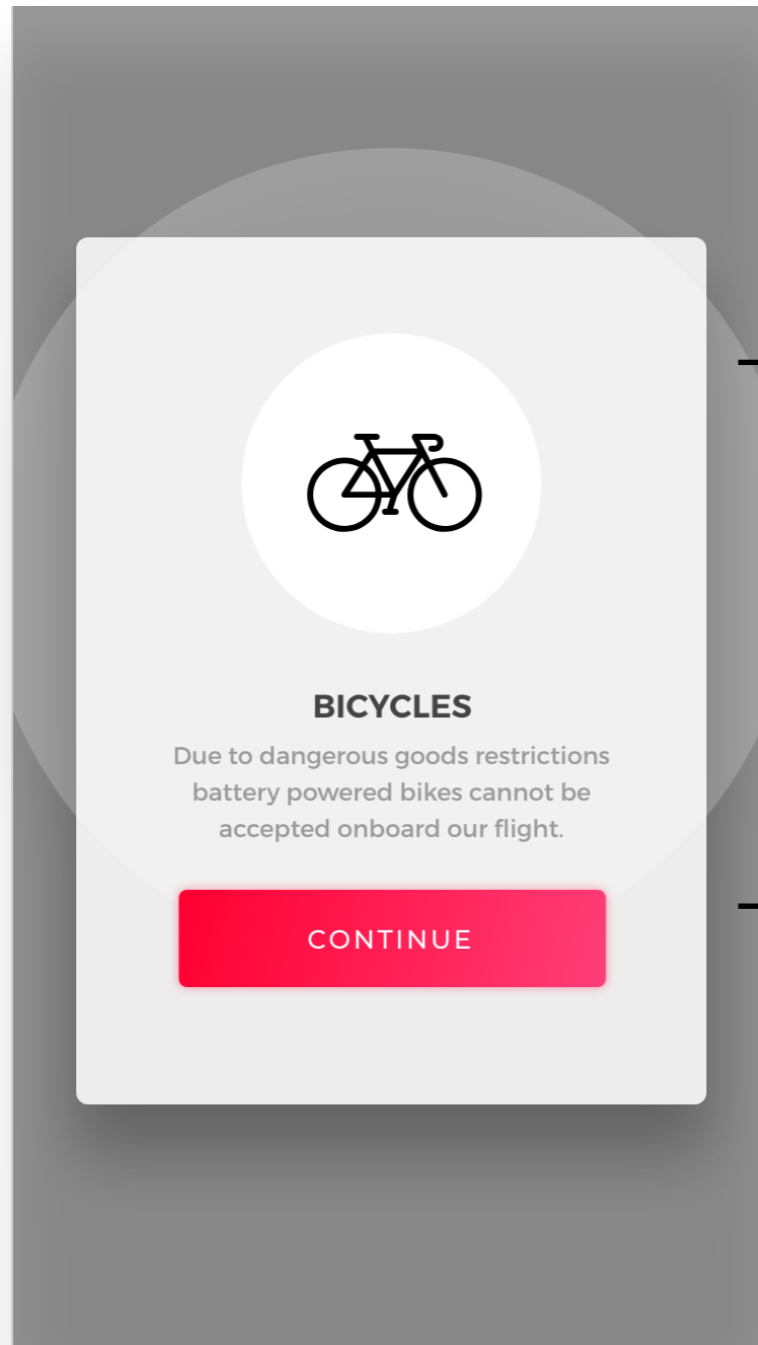 BICYCLES
Due to dangerous goods restrictions
battery powered bikes cannot be
accepted onboard our flight.
CONTINUE